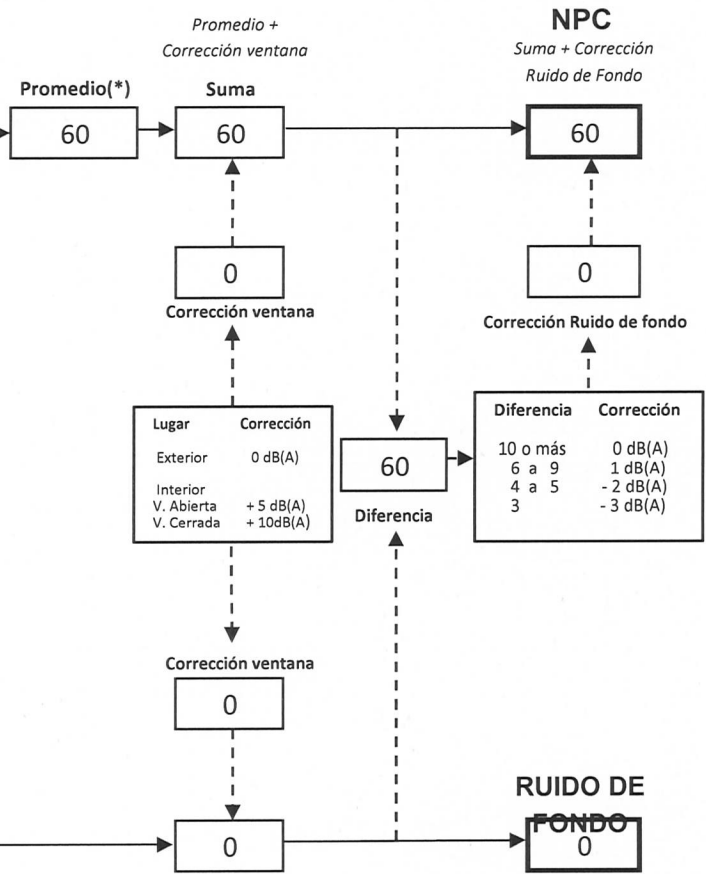 Promedio +
Corrección ventana
NPC
Suma + Corrección
Ruido de Fondo
Promedio(*)
Suma
60
60
60
0
0
Corrección ventana
Corrección Ruido de fondo
Lugar Corrección
Exterior 0 dB(A)
Interior
V. Abierta + 5 dB(A)
V. Cerrada + 10dB(A)
60
Diferencia
Diferencia Corrección
10 o más 0 dB(A)
6 a 9 1 dB(A)
4 a 5 - 2 dB(A)
3 - 3 dB(A)
Corrección ventana
0
RUIDO DE
FONDO
0
0